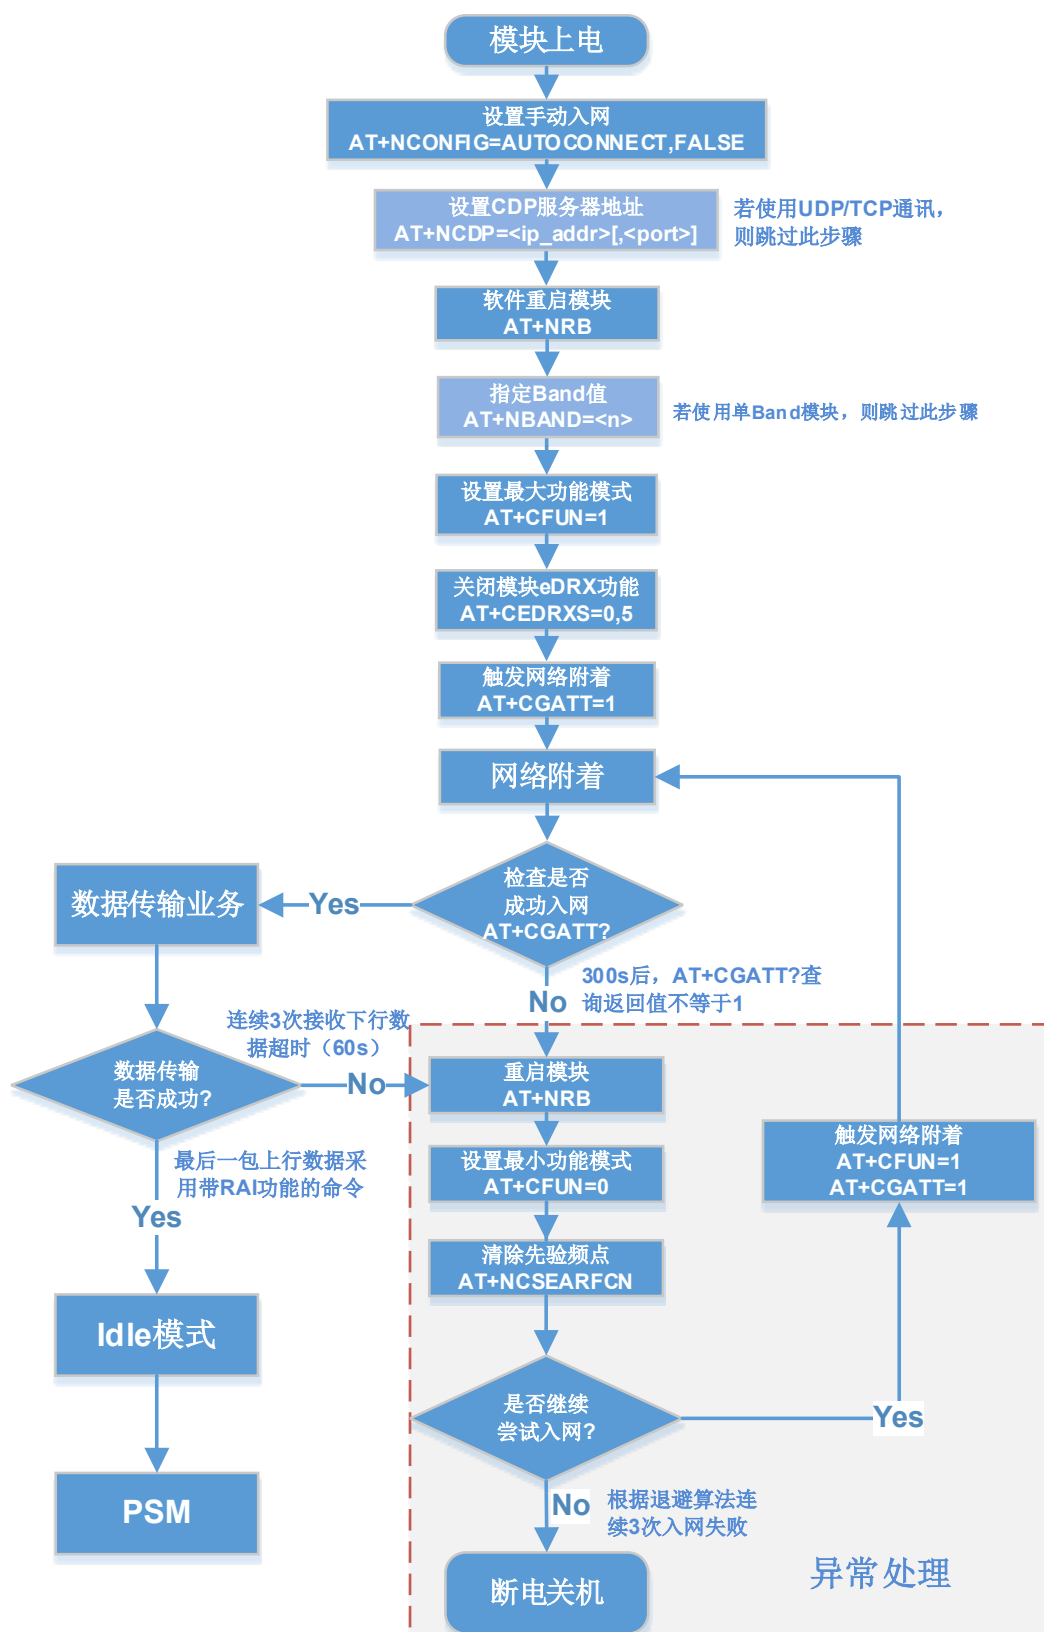 模块上电
设置手动入网
AT+NCONFIG=AUTOCONNECT,FALSE
设置CDP服务器地址
AT+NCDP=<ip_addr>[,<port>]
若使用UDP/TCP通讯，
则跳过此步骤
软件重启模块
AT+NRB
指定Band值
AT+NBAND=<n>
若使用单Band模块，则跳过此步骤
设置最大功能模式
AT+CFUN=1
关闭模块eDRX功能
AT+CEDRXS=0,5
触发网络附着
AT+CGATT=1
网络附着
检查是否
成功入网
AT+CGATT?
Yes
数据传输业务
No
300s后，AT+CGATT?查
询返回值不等于1
连续3次接收下行数
据超时（60s）
数据传输
是否成功?
No
重启模块
AT+NRB
设置最小功能模式
AT+CFUN=0
清除先验频点
AT+NCSEARFCN
触发网络附着
AT+CFUN=1
AT+CGATT=1
最后一包上行数据采
用带RAI功能的命令
Yes
Idle模式
PSM
是否继续
尝试入网?
Yes
No
根据退避算法连
续3次入网失败
断电关机
异常处理